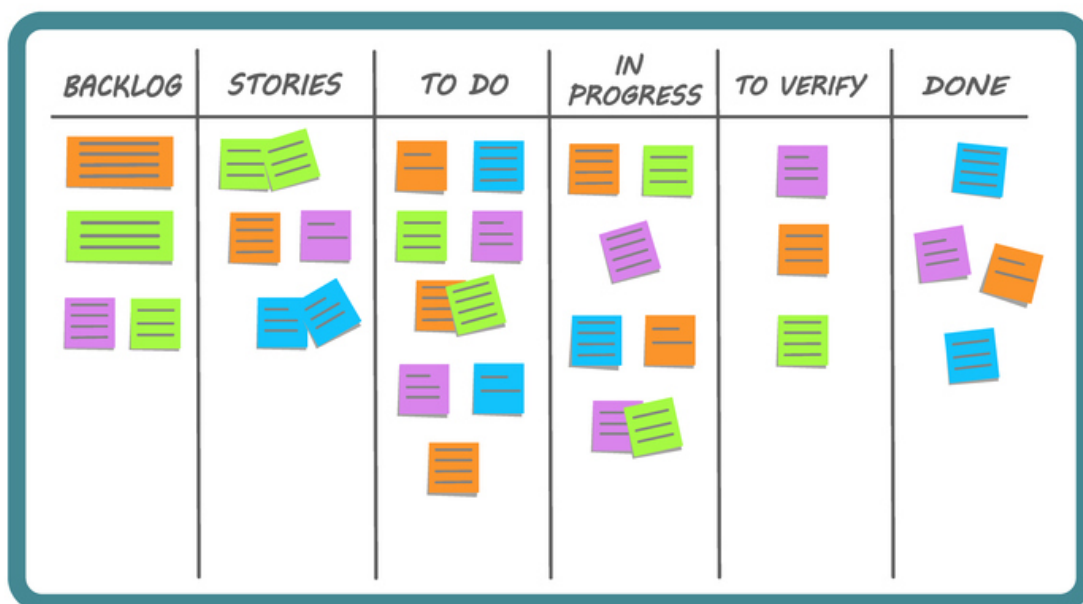 BACKLOG
STORIES
TO DO
IN
PROGRESS
TO VERIFY
DONE